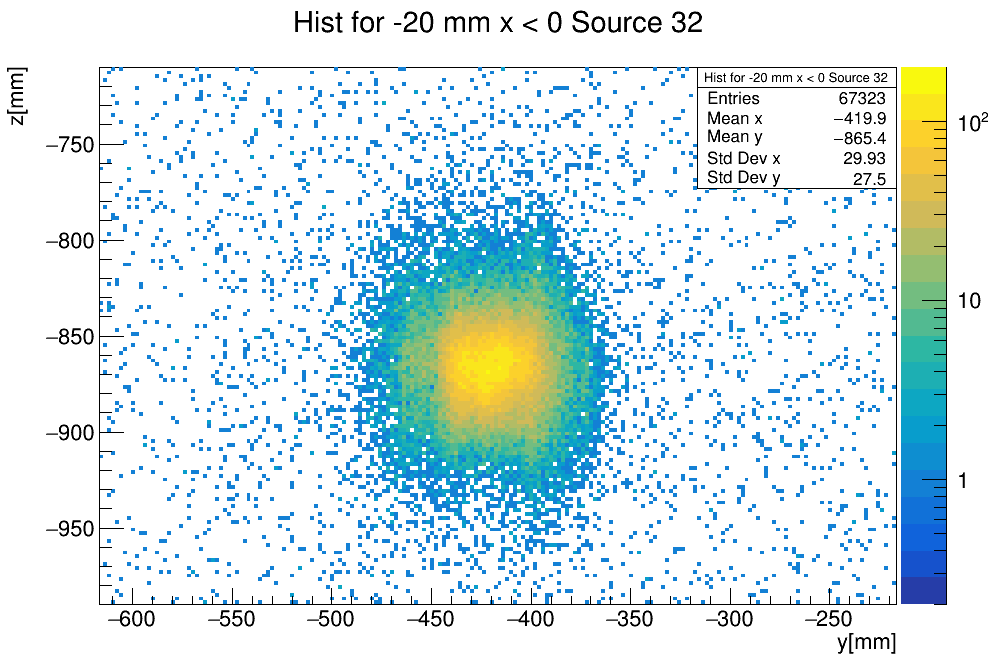 Hist for -20 mm x < 0 Source 32
z[mm]
Hist for -20 mm x < 0 Source 32
Entries 67323
Mean x −419.9
Mean y −865.4
Std Dev x 29.93
Std Dev y 27.5
−750
−800
−850
−900
−950
−600 −550 −500 −450 −400 −350 −300 −250
y[mm]
10²
10
1